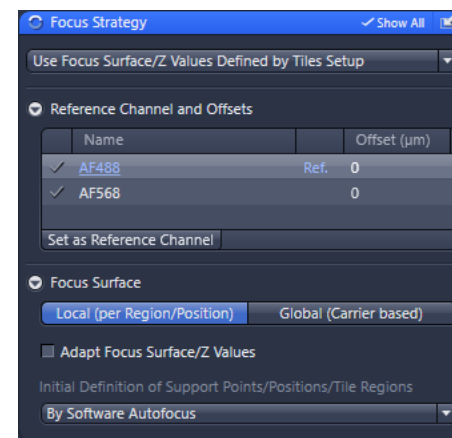 Focus Strategy Show All
Use Focus Surface/Z Values Defined by Tiles Setup
Reference Channel and Offsets
Name Offset (µm)
AF488 Ref. 0
AF568 0
Set as Reference Channel
Focus Surface
Local (per Region/Position) Global (Carrier based)
Adapt Focus Surface/Z Values
Initial Definition of Support Points/Positions/Tile Regions
By Software Autofocus